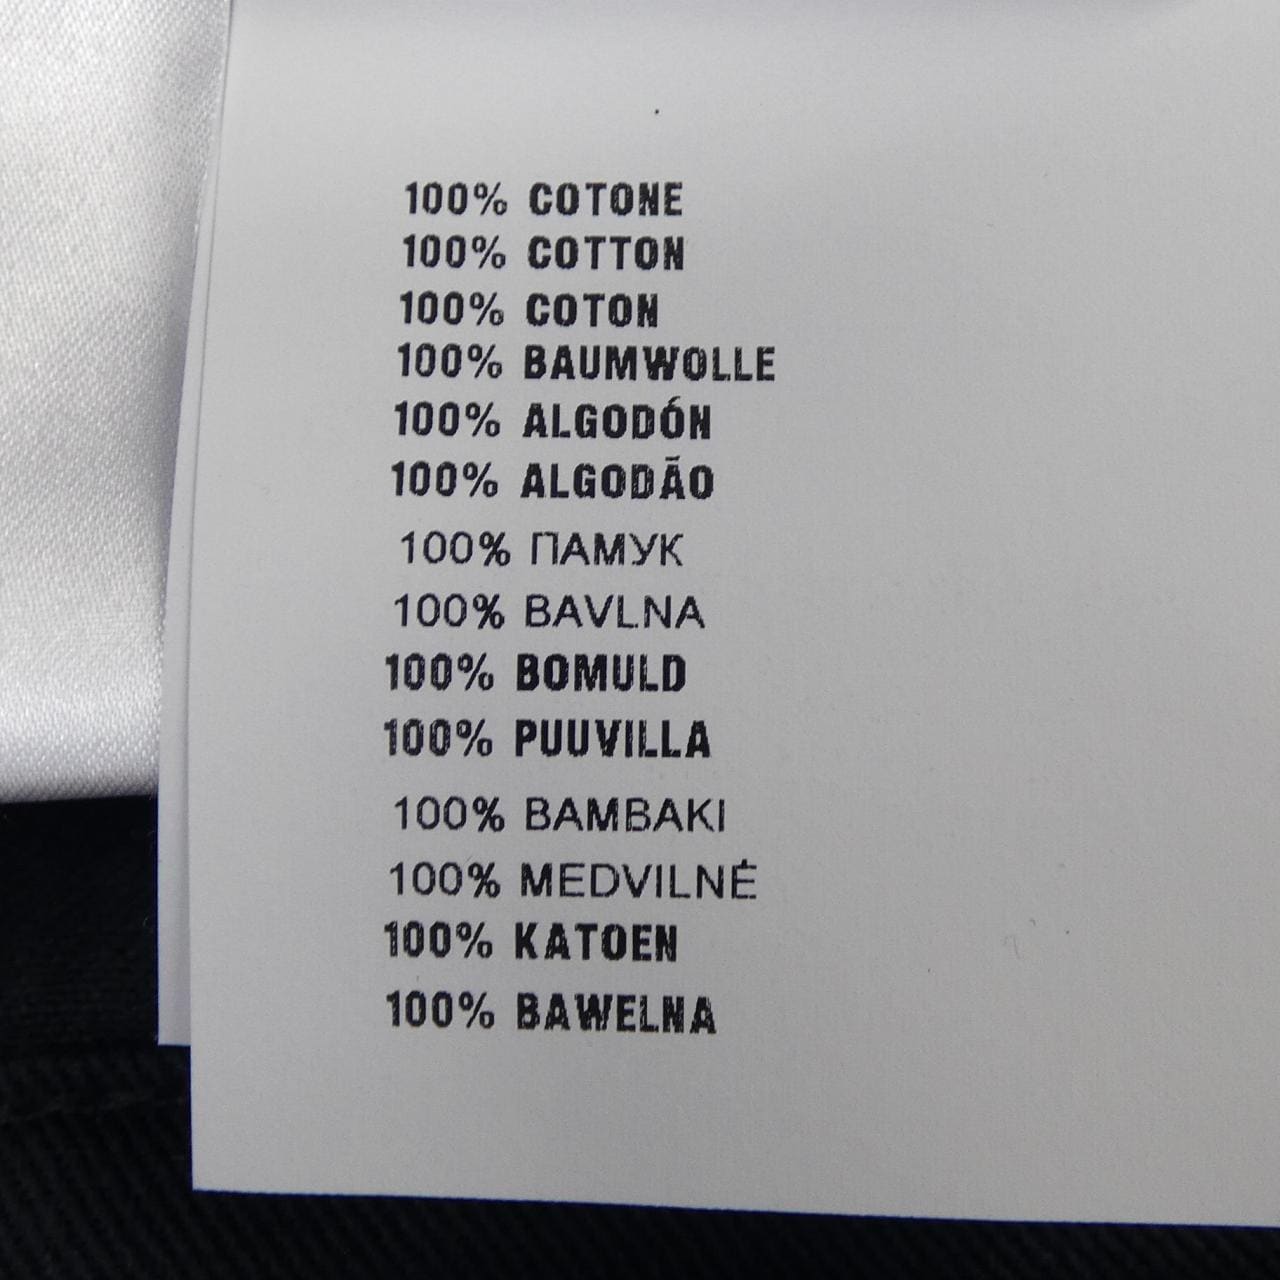 100% COTONE
100% COTTON
100% COTON
100% BAUMWOLLE
100% ALGODÓN
100% ALGODÃO
100% ПАМУК
100% BAVLNA
100% BOMULD
100% PUUVILLA
100% BAMBAKI
100% MEDVILNĖ
100% KATOEN
100% BAWELNA